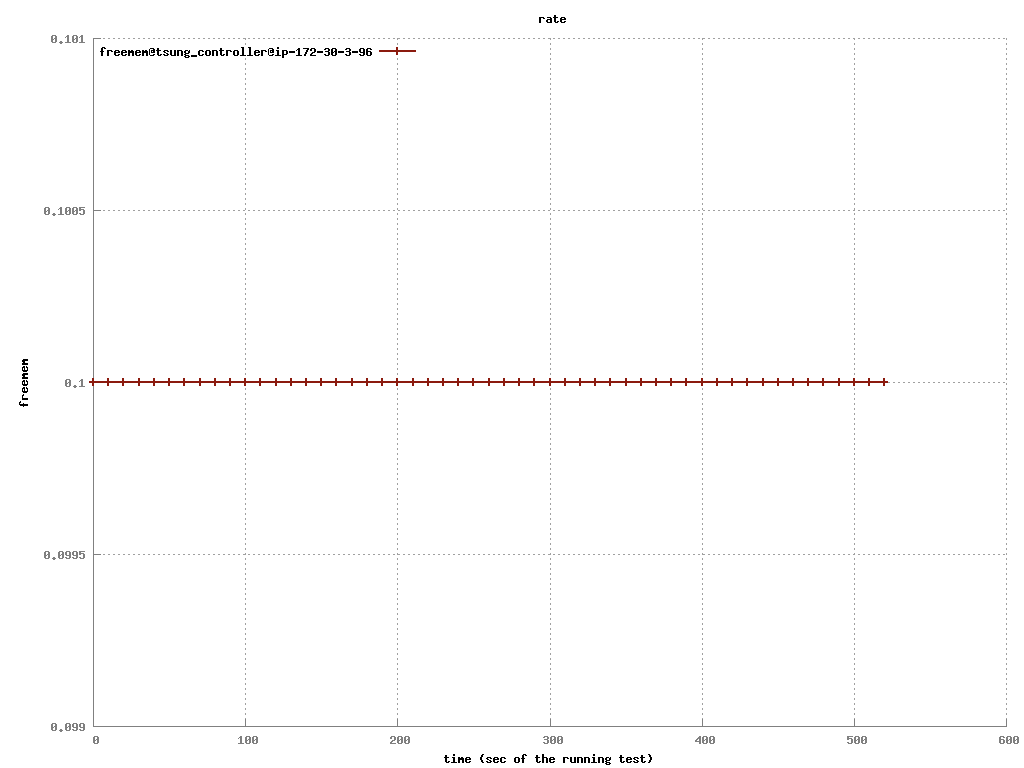 rate
0.101
freemem@tsung_controller@ip-172-30-3-96
0.1005
freemem
0.1
0.0995
0.099
0 100 200 300 400 500 600
time (sec of the running test)